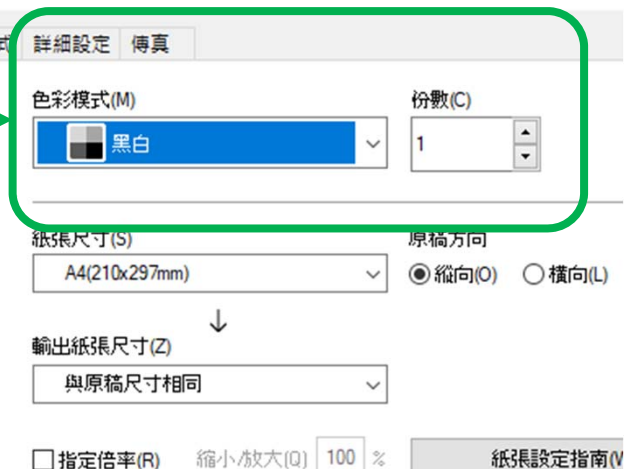 式 詳細設定 傳真
色彩模式(M) 份數(C)
黑白 1
紙張尺寸(S) 原稿方向
A4(210x297mm) 縱向(O) 橫向(L)
↓
輸出紙張尺寸(Z)
與原稿尺寸相同
指定倍率(R) 縮小/放大(Q) 100 % 紙張設定指南(W